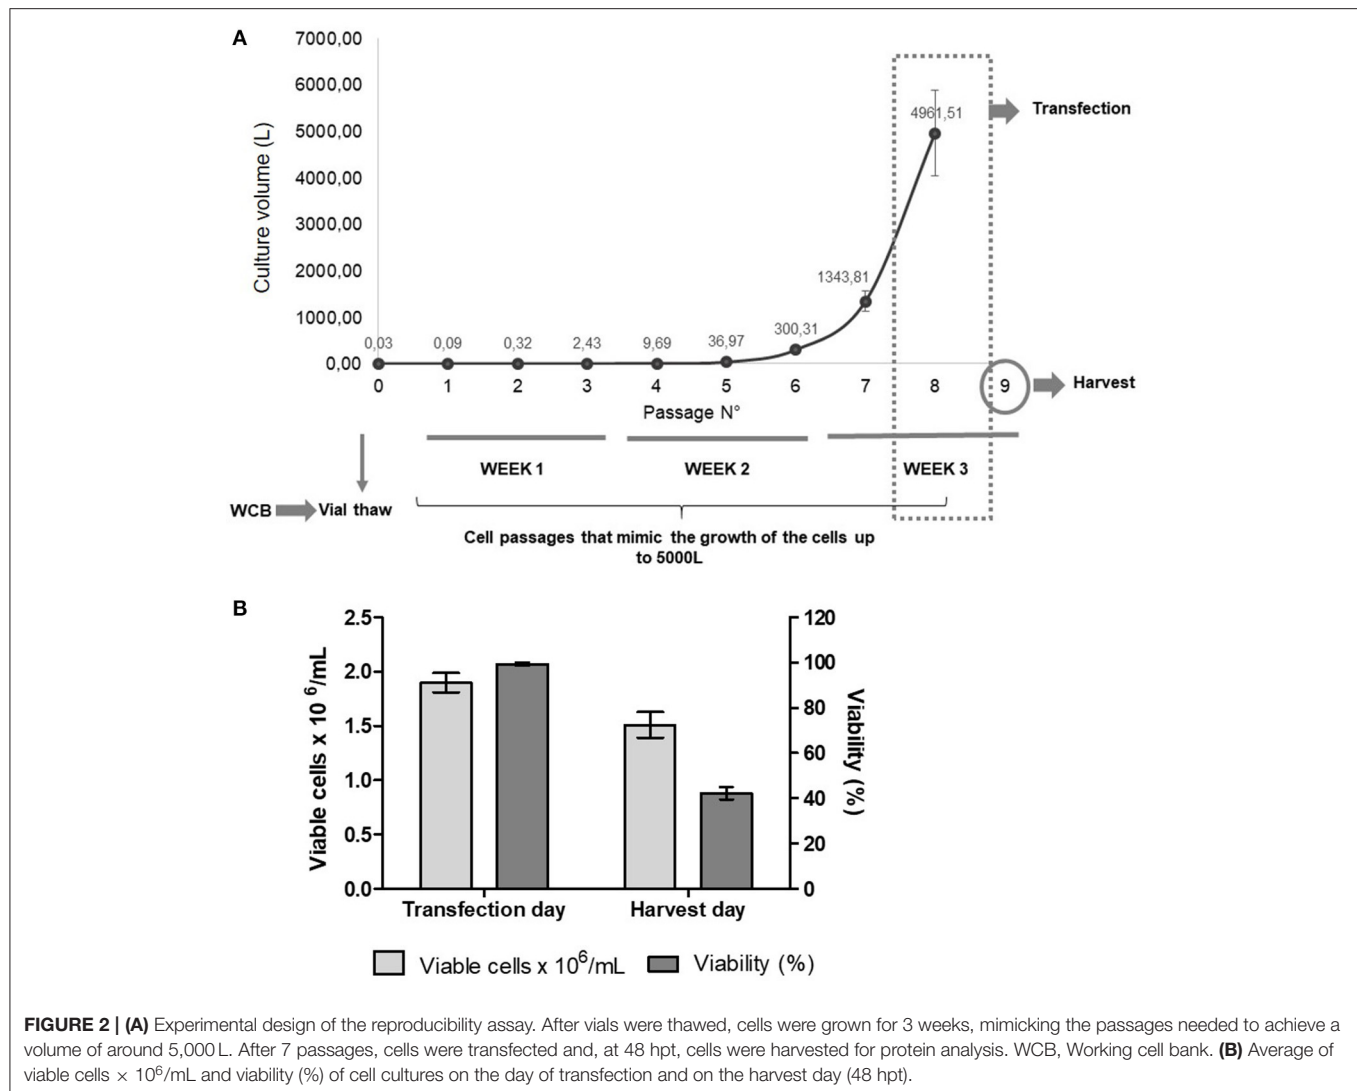 A
7000,00
6000,00
5000,00
4000,00
3000,00
2000,00
1000,00
0,00
Culture volume (L)
0,03
0,09
0,32
2,43
9,69
36,97
300,31
1343,81
4961,51
Transfection
0 1 2 3 4 5 6 7 8 9
Harvest
Passage N°
WEEK 1
WEEK 2
WEEK 3
WCB
Vial thaw
Cell passages that mimic the growth of the cells up
to 5000L
B
2.5
2.0
1.5
1.0
0.5
0.0
Viable cells x 10 6/mL
120
100
80
60
40
20
0
Viability (%)
Transfection day
Harvest day
Viable cells x 10^6/mL
Viability (%)
FIGURE 2 | (A) Experimental design of the reproducibility assay. After vials were thawed, cells were grown for 3 weeks, mimicking the passages needed to achieve a
volume of around 5,000 L. After 7 passages, cells were transfected and, at 48 hpt, cells were harvested for protein analysis. WCB, Working cell bank. (B) Average of
viable cells × 10^6/mL and viability (%) of cell cultures on the day of transfection and on the harvest day (48 hpt).